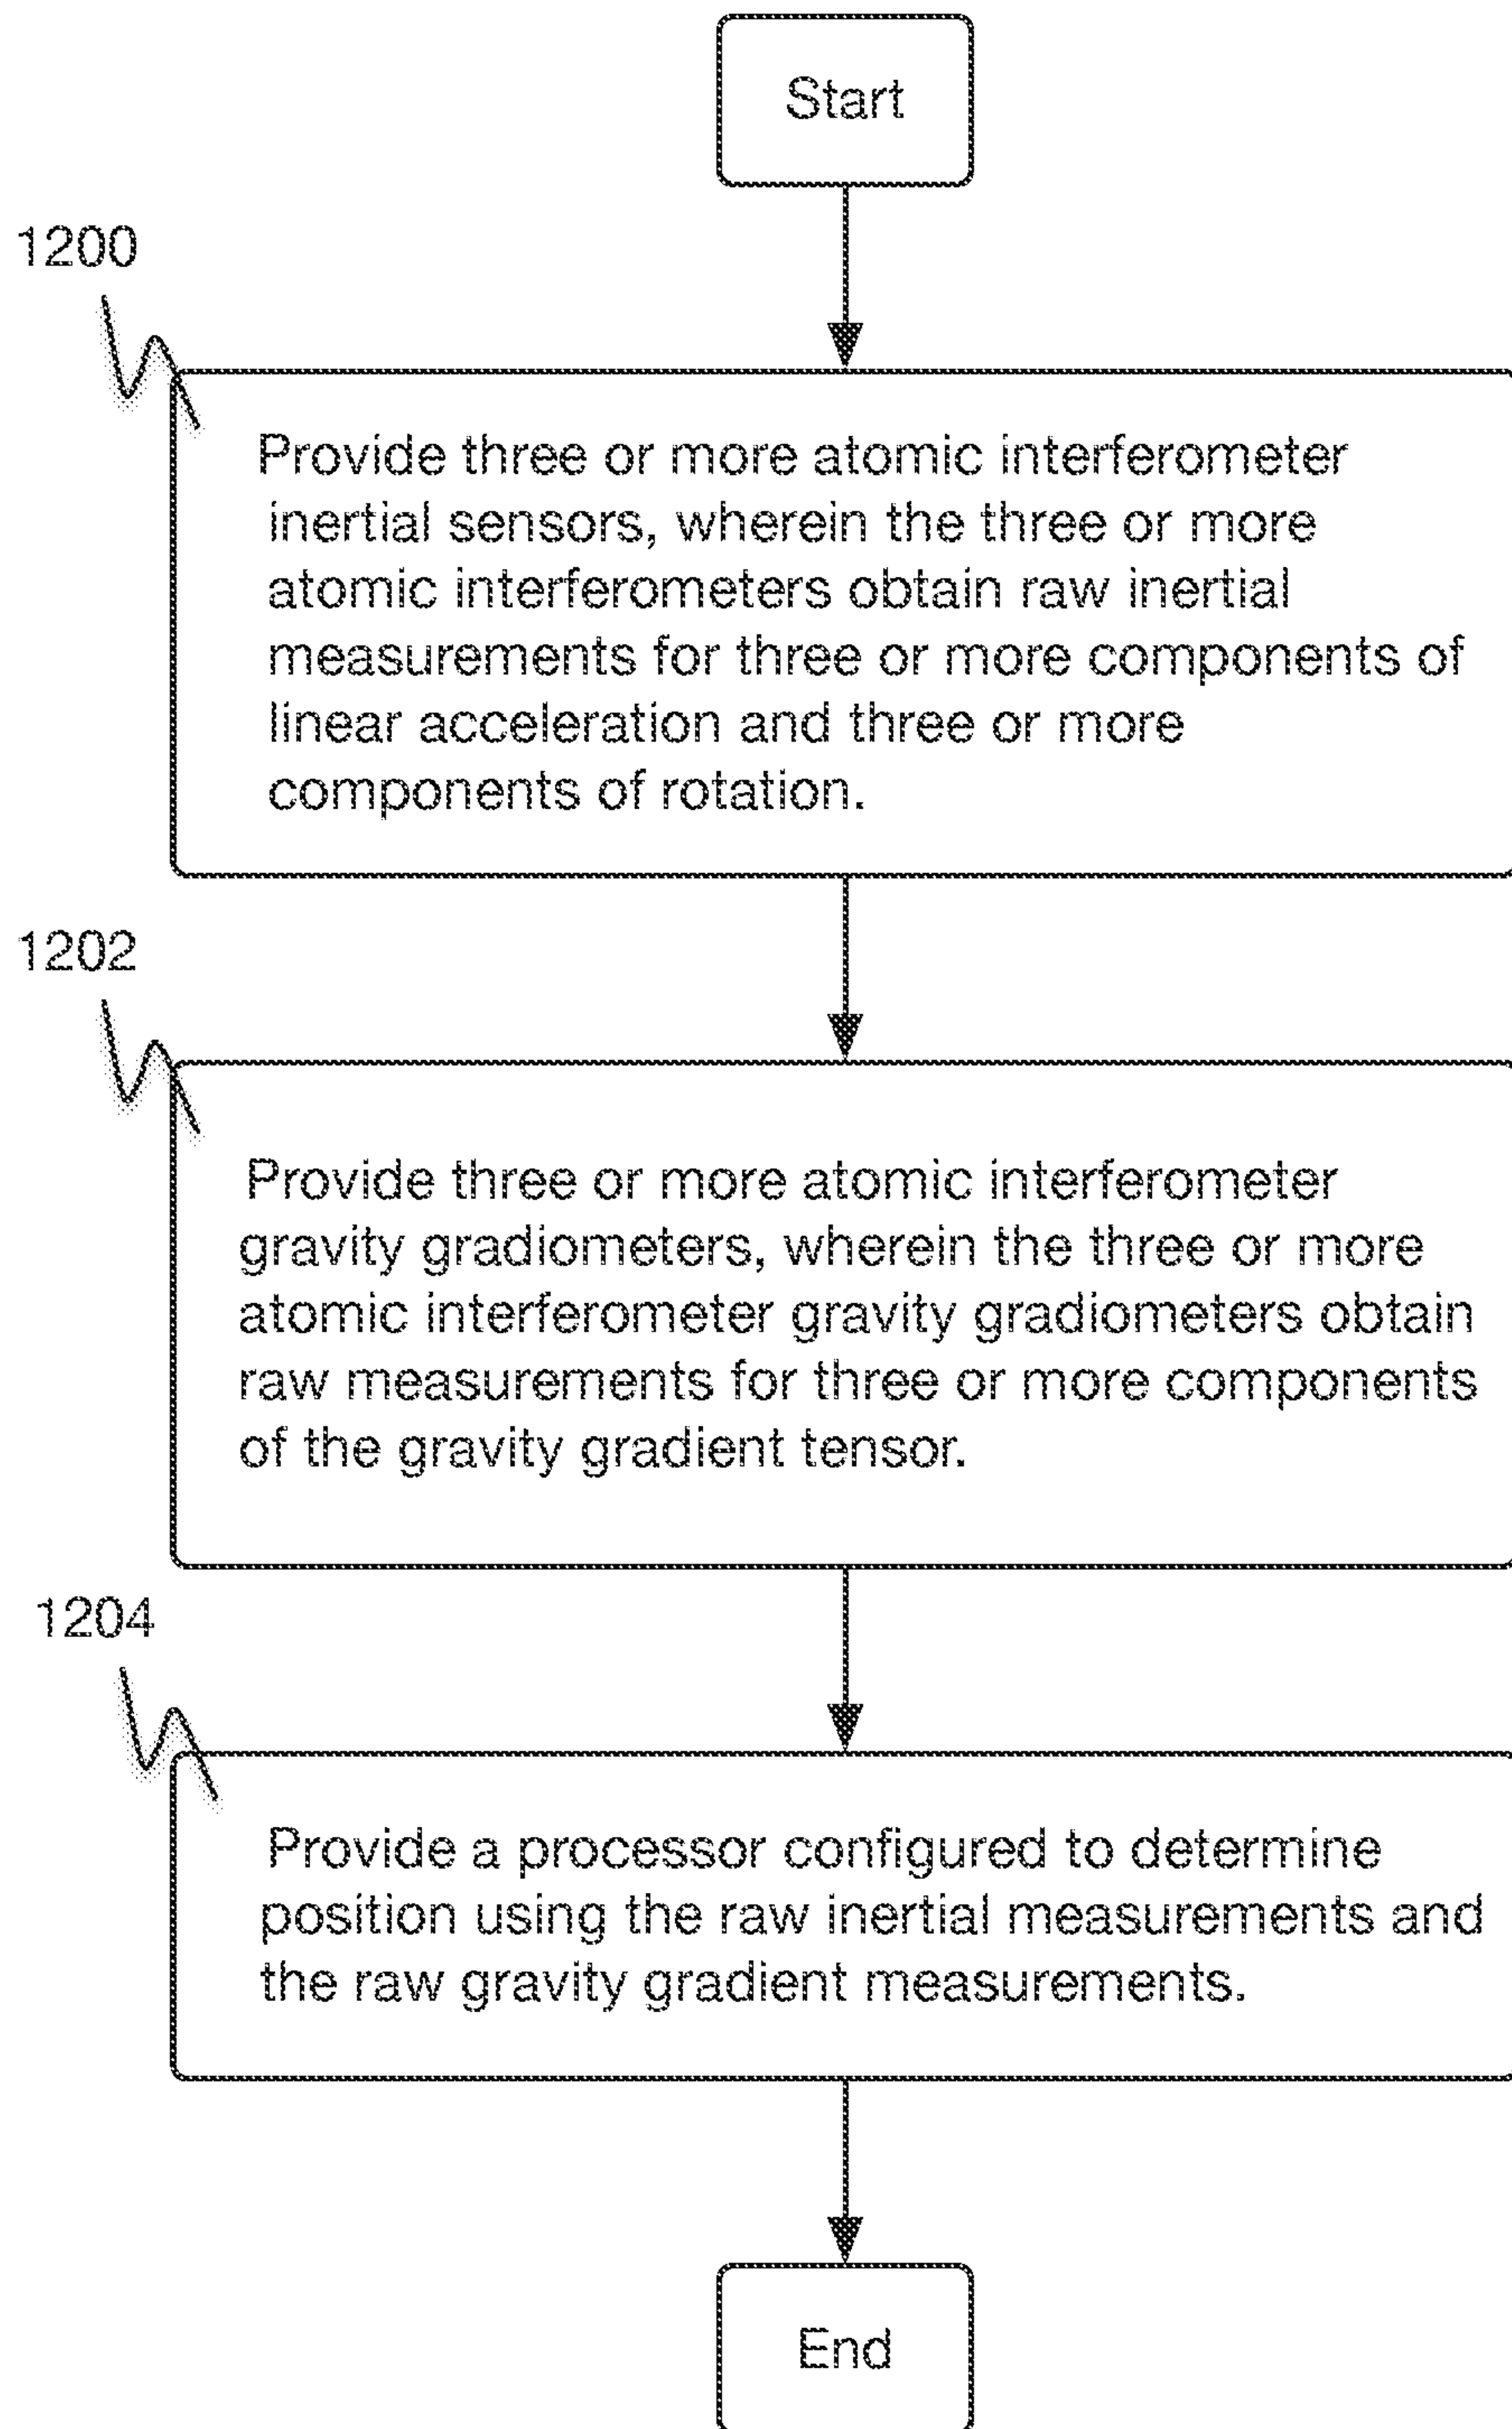 Start
1200
Provide three or more atomic interferometer
inertial sensors, wherein the three or more
atomic interferometers obtain raw inertial
measurements for three or more components of
linear acceleration and three or more
components of rotation.
1202
Provide three or more atomic interferometer
gravity gradiometers, wherein the three or more
atomic interferometer gravity gradiometers obtain
raw measurements for three or more components
of the gravity gradient tensor.
1204
Provide a processor configured to determine
position using the raw inertial measurements and
the raw gravity gradient measurements.
End